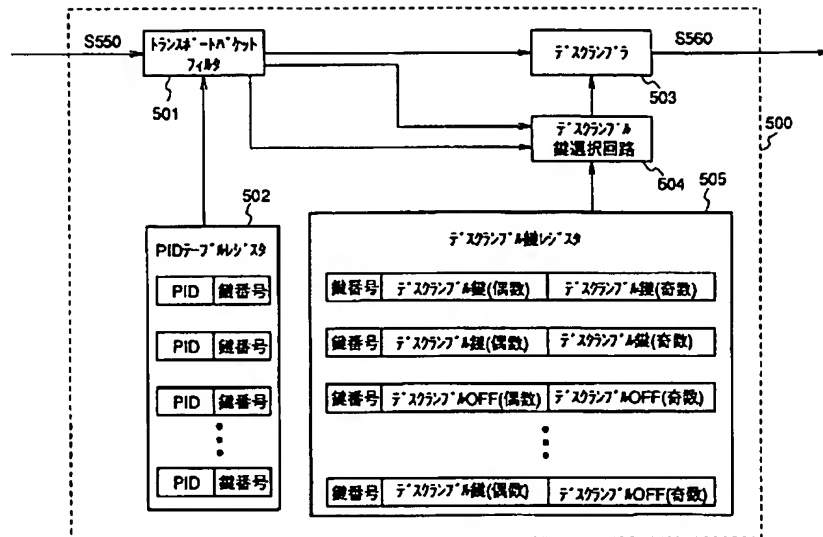 S550
トランスポートパケット
フィルタ
501
デスクランブラ
S560
503
デスクランブル
鍵選択回路
504
500
502
PIDテーブルレジスタ
PID 鍵番号
PID 鍵番号
PID 鍵番号
PID 鍵番号
505
デスクランブル鍵レジスタ
鍵番号 デスクランブル鍵(偶数) デスクランブル鍵(奇数)
鍵番号 デスクランブル鍵(偶数) デスクランブル鍵(奇数)
鍵番号 デスクランブルOFF(偶数) デスクランブルOFF(奇数)
鍵番号 デスクランブル鍵(偶数) デスクランブルOFF(奇数)